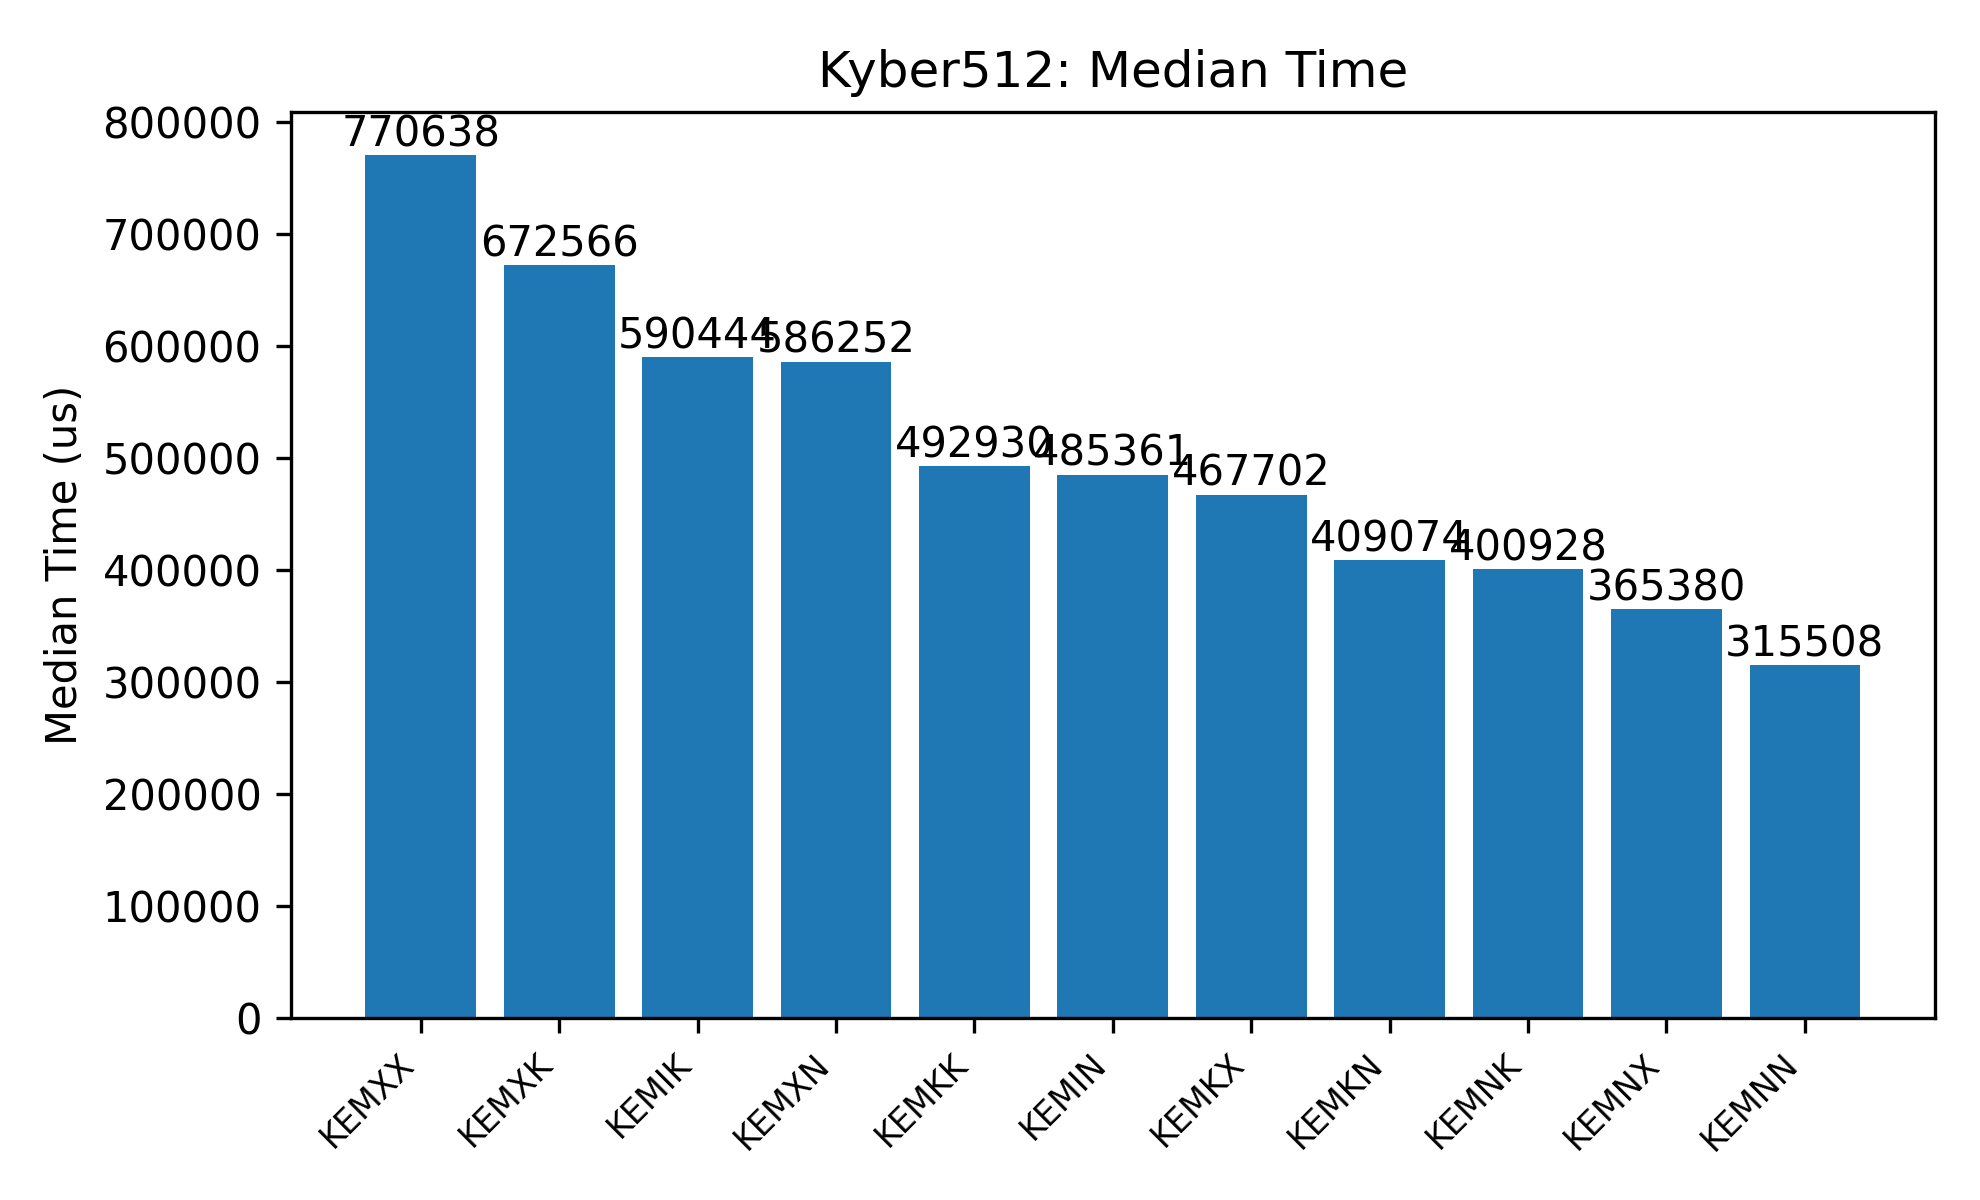 Kyber512: Median Time
Median Time (us)
800000
700000
600000
500000
400000
300000
200000
100000
0
770638
672566
590444
586252
492930
485361
467702
409074
400928
365380
315508
KEMXX
KEMXK
KEMIK
KEMXN
KEMKK
KEMIN
KEMKX
KEMKN
KEMNK
KEMNX
KEMNN